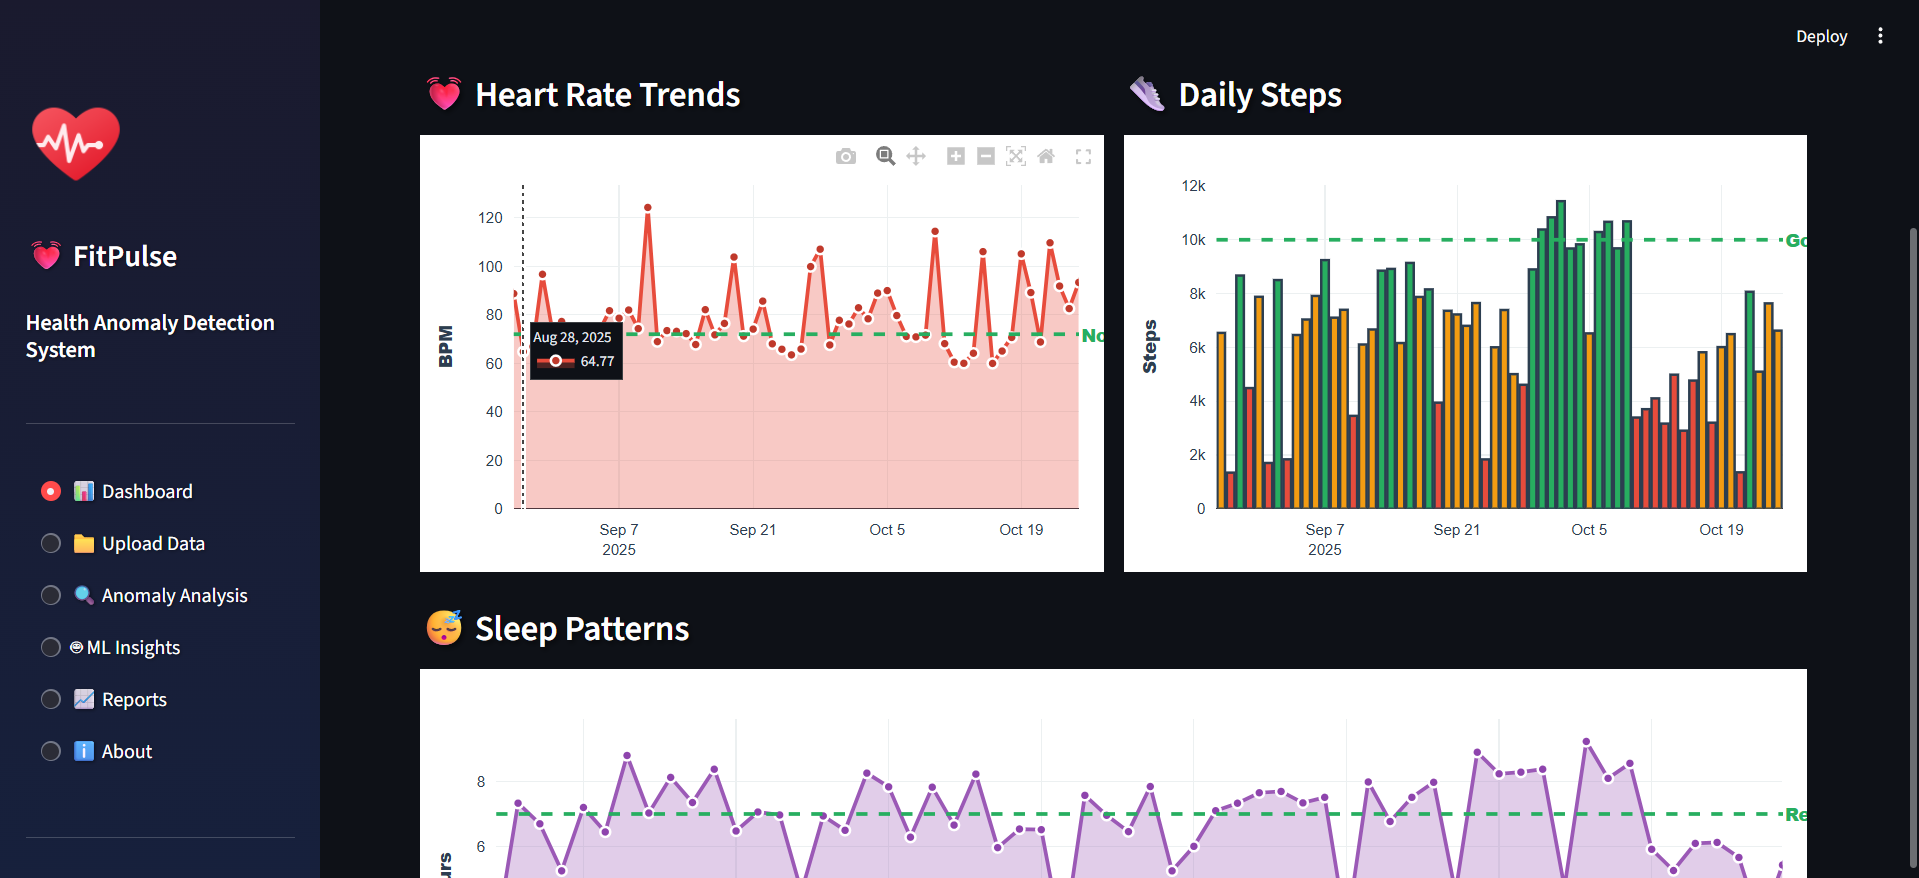 Deploy
FitPulse
Health Anomaly Detection
System
Dashboard
Upload Data
Anomaly Analysis
ML Insights
Reports
About
Heart Rate Trends
BPM
120
100
80
60
40
20
0
Aug 28, 2025
64.77
No
Sep 7
2025
Sep 21
Oct 5
Oct 19
Daily Steps
Steps
12k
10k
8k
6k
4k
2k
0
Go
Sep 7
2025
Sep 21
Oct 5
Oct 19
Sleep Patterns
8
6
urs
Re